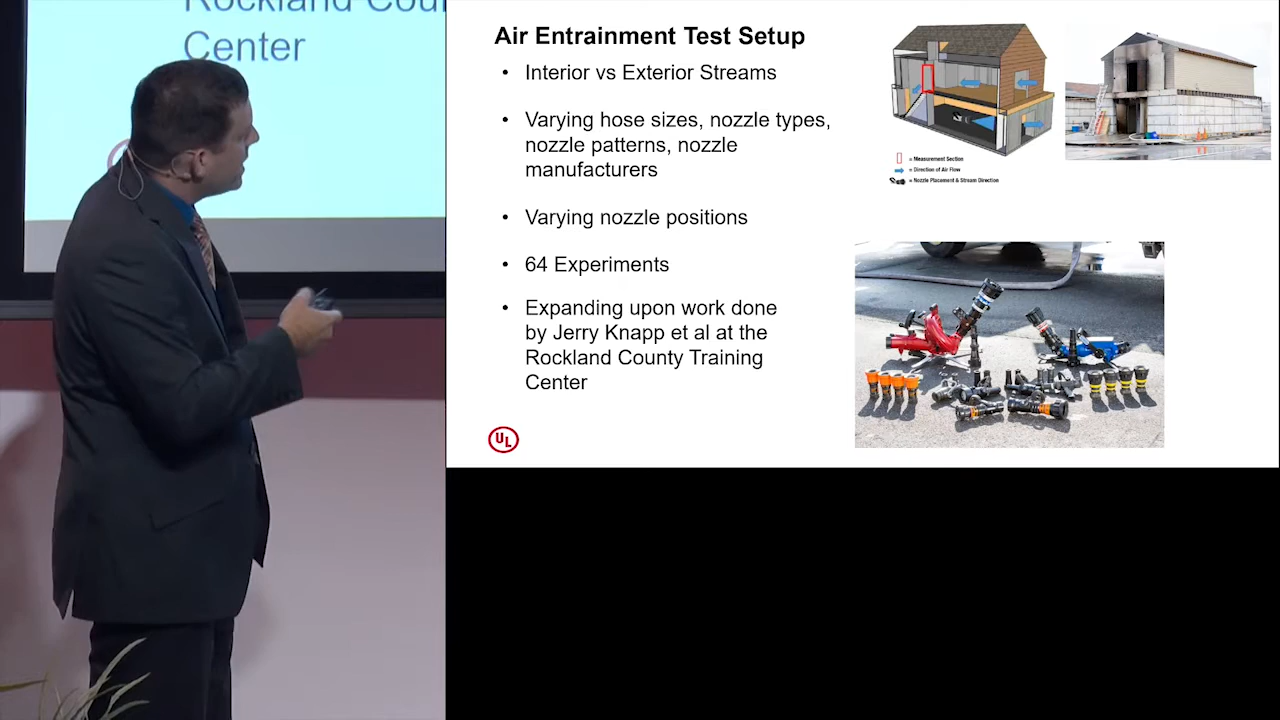 Rockland Cou
Center
Air Entrainment Test Setup
• Interior vs Exterior Streams
• Varying hose sizes, nozzle types,
nozzle patterns, nozzle
manufacturers
• Varying nozzle positions
• 64 Experiments
• Expanding upon work done
by Jerry Knapp et al at the
Rockland County Training
Center
= Measurement Section
= Direction of Air Flow
= Nozzle Placement & Stream Direction
UL